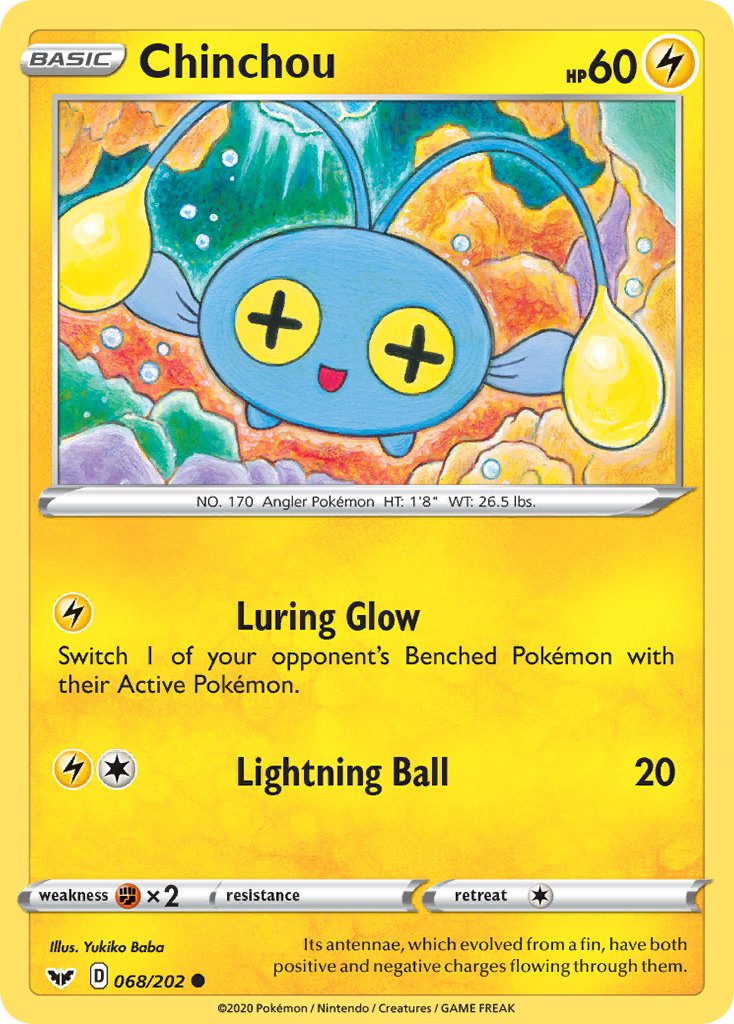 BASIC Chinchou HP60
NO. 170 Angler Pokémon HT: 1'8" WT: 26.5 lbs.
Luring Glow
Switch 1 of your opponent's Benched Pokémon with
their Active Pokémon.
Lightning Ball 20
weakness ×2 resistance retreat
Illus. Yukiko Baba
Its antennae, which evolved from a fin, have both
positive and negative charges flowing through them.
D 068/202
©2020 Pokémon / Nintendo / Creatures / GAME FREAK